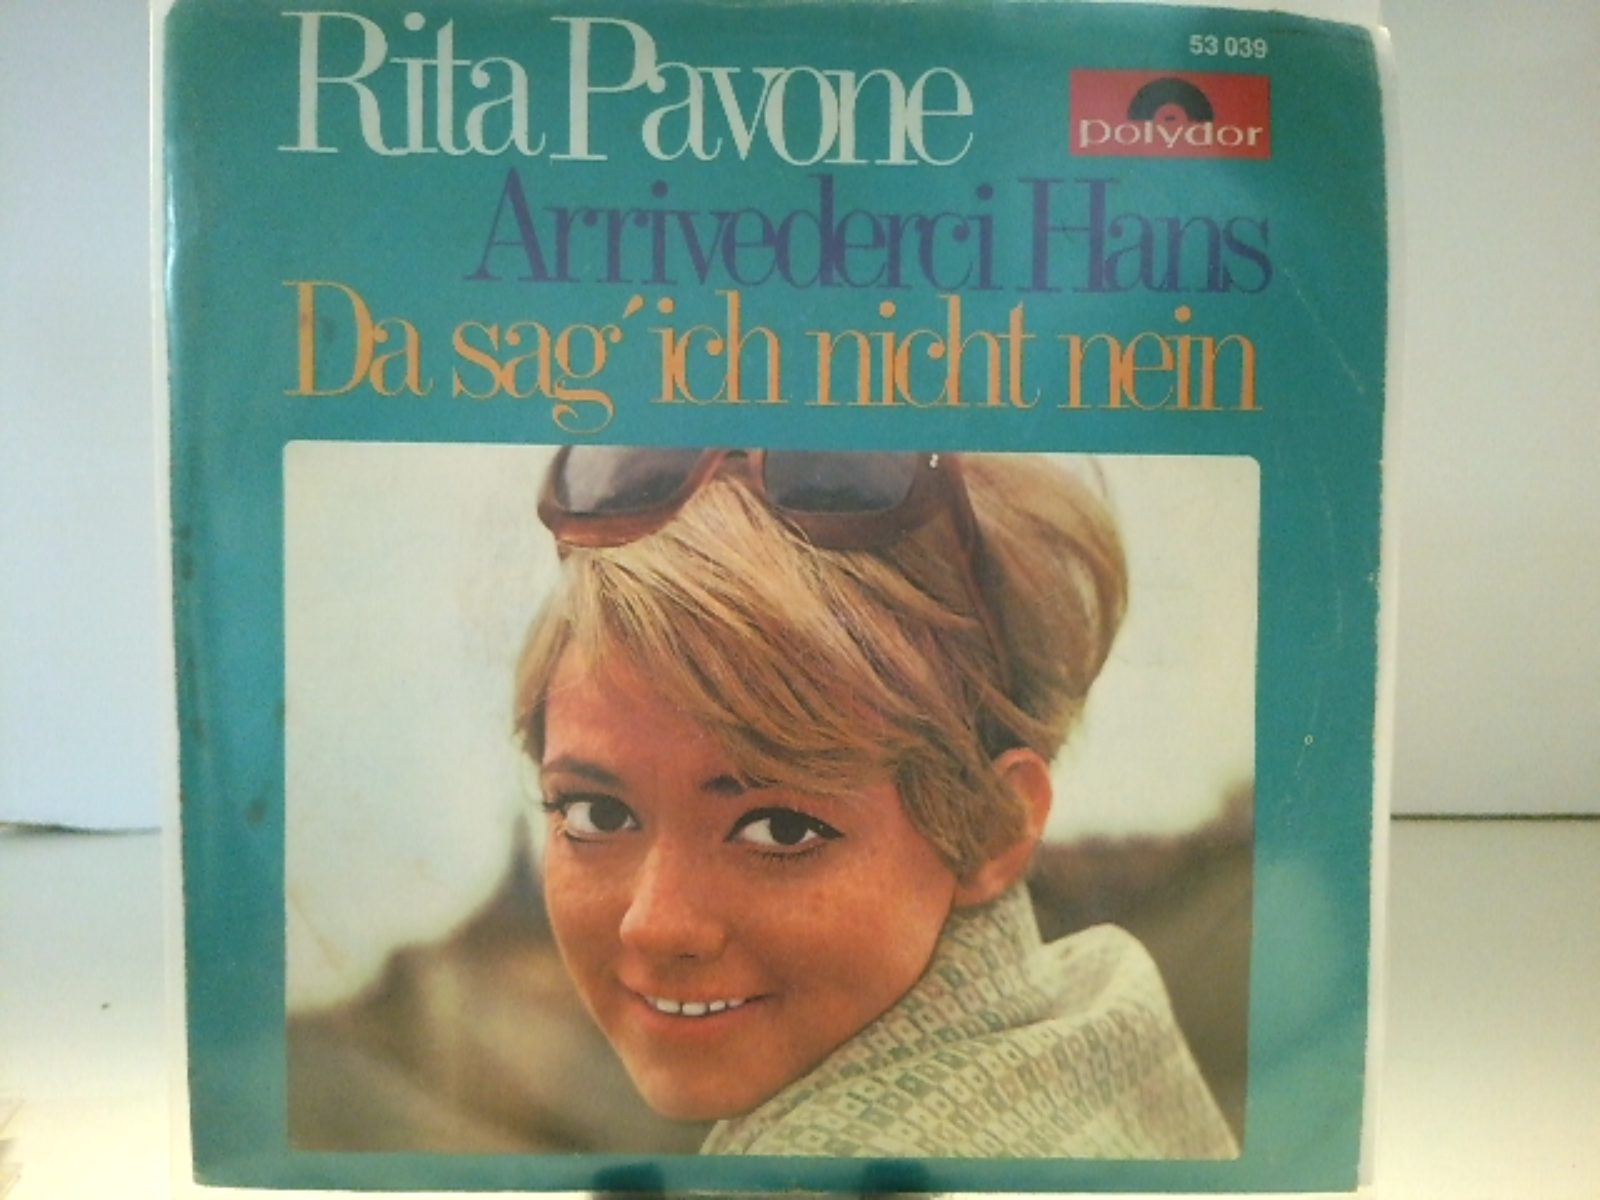 53 039
Rita Pavone
polydor
Arrivederci Hans
Da sag´ ich nicht nein